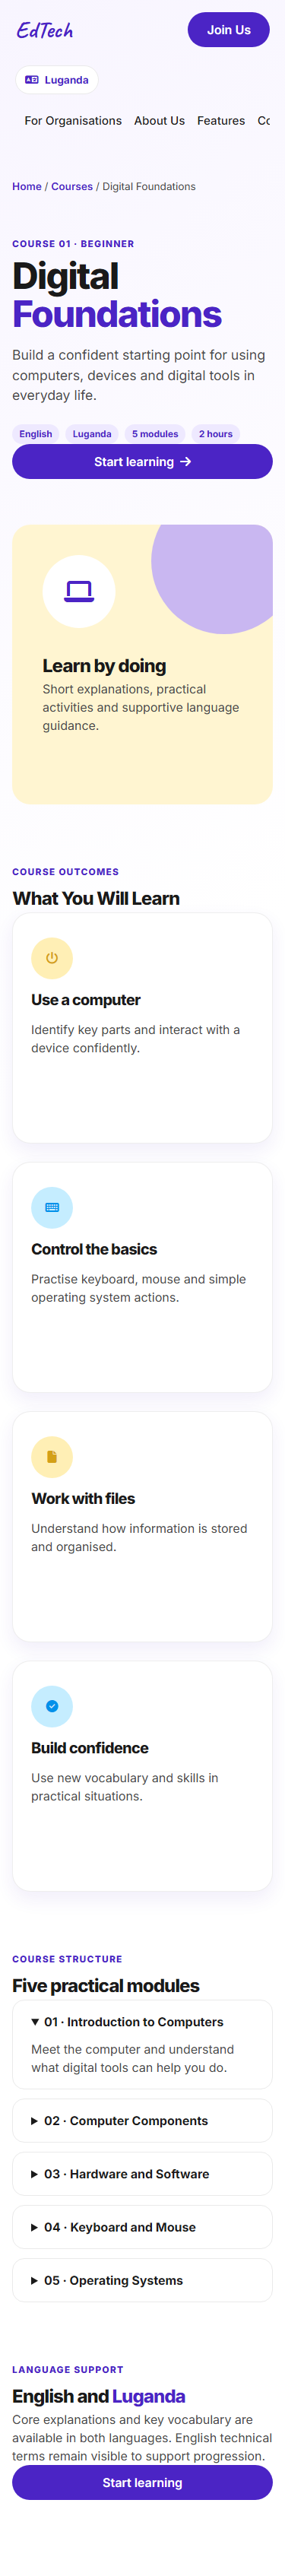 EdTech
Join Us
Luganda
For Organisations About Us Features
Home / Courses / Digital Foundations
COURSE 01 · BEGINNER
Digital
Foundations
Build a confident starting point for using
computers, devices and digital tools in
everyday life.
English Luganda 5 modules 2 hours
Start learning →
Learn by doing
Short explanations, practical
activities and supportive language
guidance.
COURSE OUTCOMES
What You Will Learn
Use a computer
Identify key parts and interact with a
device confidently.
Control the basics
Practise keyboard, mouse and simple
operating system actions.
Work with files
Understand how information is stored
and organised.
Build confidence
Use new vocabulary and skills in
practical situations.
COURSE STRUCTURE
Five practical modules
▼ 01 · Introduction to Computers
Meet the computer and understand
what digital tools can help you do.
▶ 02 · Computer Components
▶ 03 · Hardware and Software
▶ 04 · Keyboard and Mouse
▶ 05 · Operating Systems
LANGUAGE SUPPORT
English and Luganda
Core explanations and key vocabulary are
available in both languages. English technical
terms remain visible to support progression.
Start learning